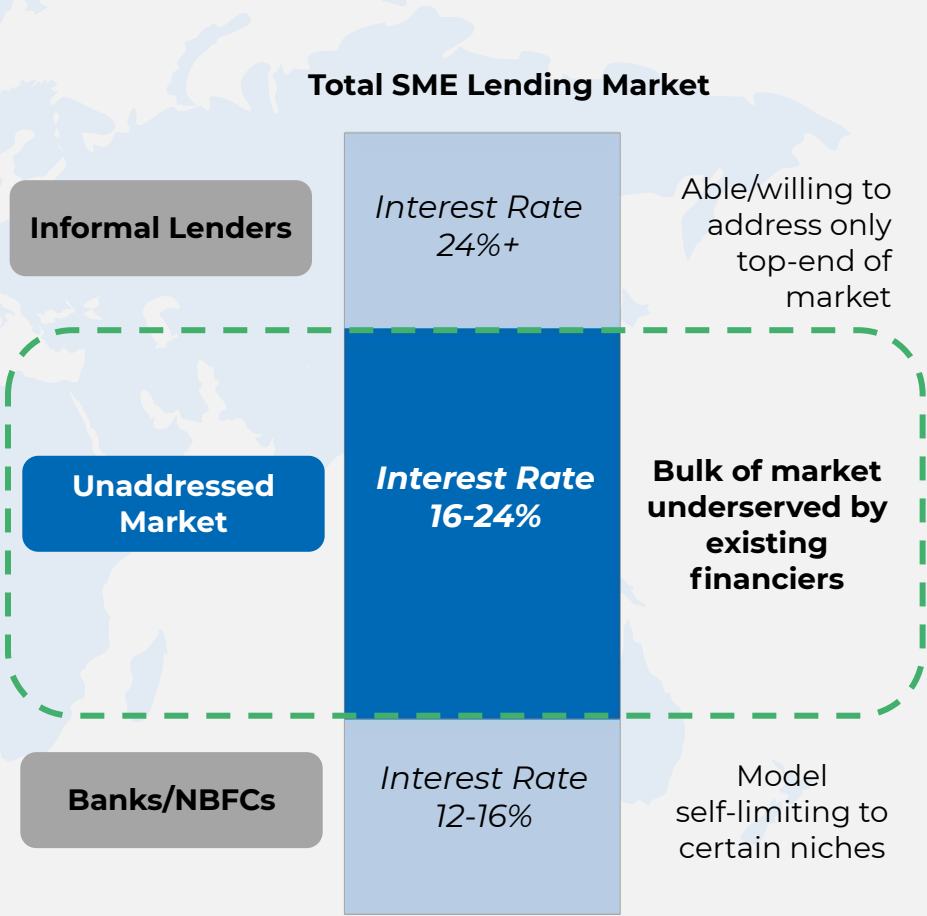 Total SME Lending Market
Informal Lenders
Interest Rate
24%+
Able/willing to
address only
top-end of
market
Unaddressed
Market
Interest Rate
16-24%
Bulk of market
underserved by
existing
financiers
Banks/NBFCs
Interest Rate
12-16%
Model
self-limiting to
certain niches